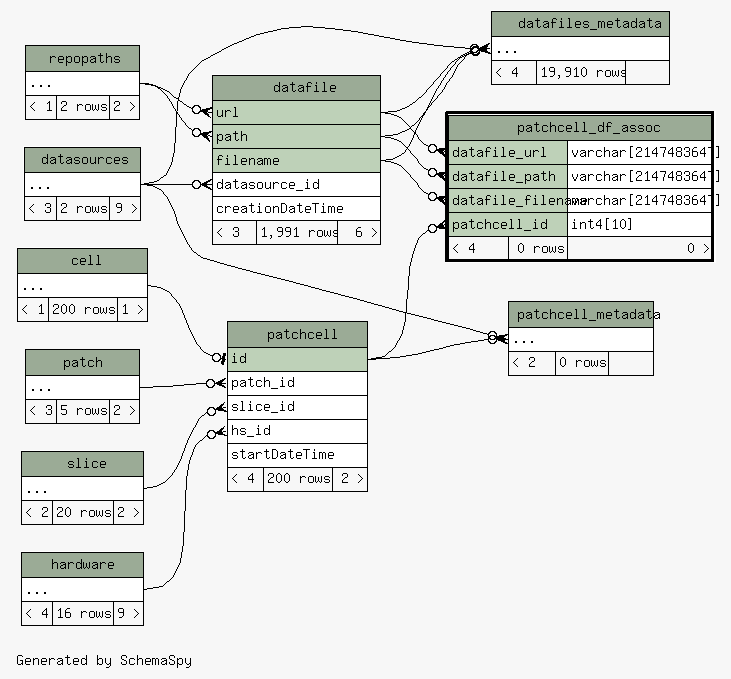 repopaths
...
< 1 2 rows 2 >
datasources
...
< 3 2 rows 9 >
cell
...
< 1 200 rows 1 >
patch
...
< 3 5 rows 2 >
slice
...
< 2 20 rows 2 >
hardware
...
< 4 16 rows 9 >
datafile
url
path
filename
datasource_id
creationDateTime
< 3 1,991 rows 6 >
patchcell
id
patch_id
slice_id
hs_id
startDateTime
< 4 200 rows 2 >
datafiles_metadata
...
< 4 19,910 rows
patchcell_df_assoc
datafile_url varchar[2147483647]
datafile_path varchar[2147483647]
datafile_filename varchar[2147483647]
patchcell_id int4[10]
< 4 0 rows 0 >
patchcell_metadata
...
< 2 0 rows
Generated by SchemaSpy